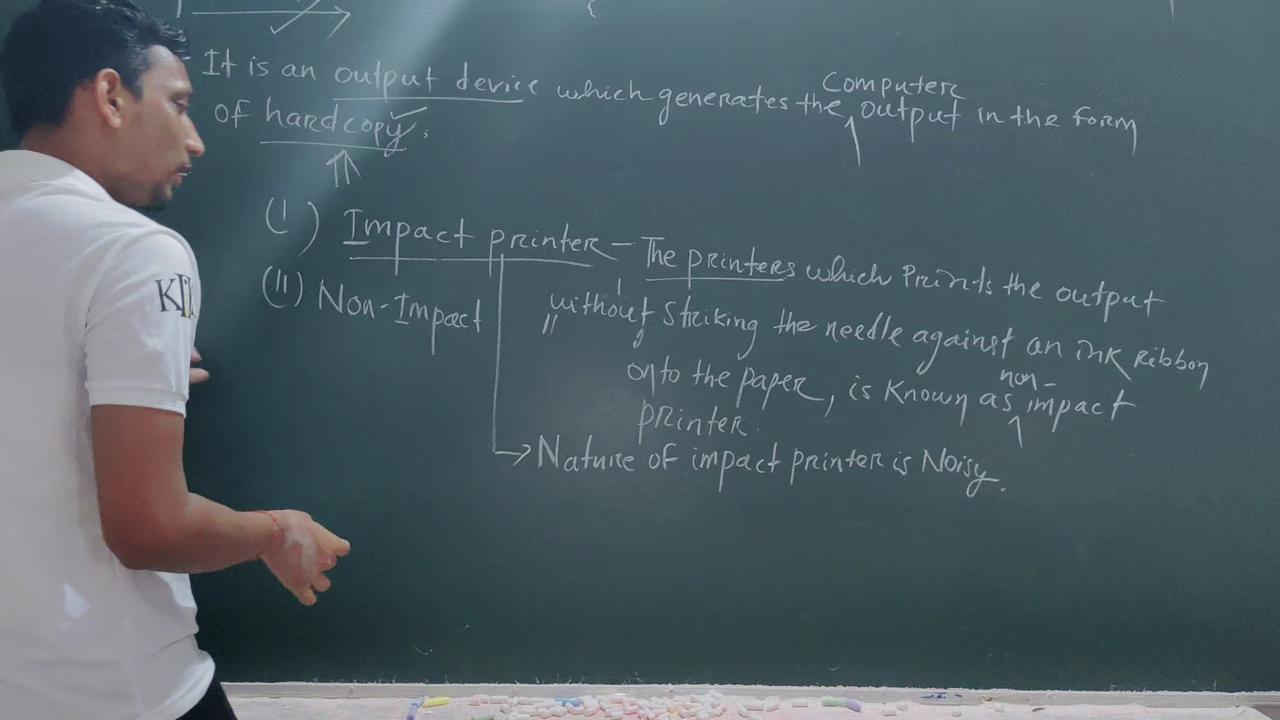 It is an output device which generates the computer output in the form
of hardcopy.
(I) Impact printer - The printers which Prints the output
(II) Non-Impact without striking the needle against an ink ribbon
onto the paper, is known as non-impact
printer.
→ Nature of impact printer is Noisy.